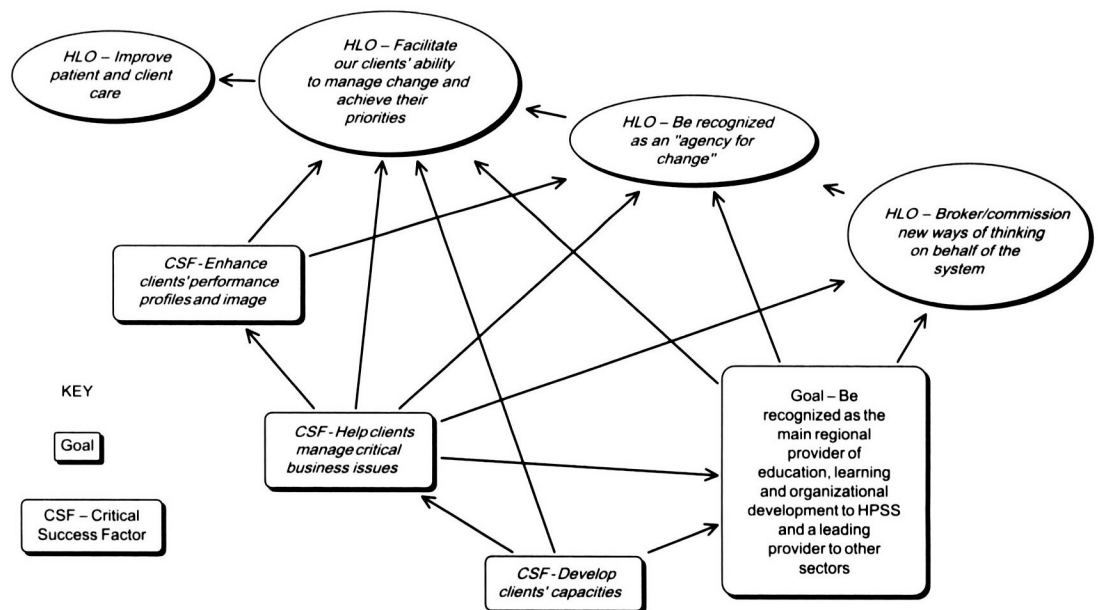 HLO – Improve
patient and client
care
HLO – Facilitate
our clients' ability
to manage change and
achieve their
priorities
HLO – Be recognized
as an "agency for
change"
HLO – Broker/commission
new ways of thinking
on behalf of the
system
CSF - Enhance
clients' performance
profiles and image
KEY
Goal
CSF – Critical
Success Factor
CSF - Help clients
manage critical
business issues
CSF - Develop
clients' capacities
Goal – Be
recognized as the
main regional
provider of
education, learning
and organizational
development to HPSS
and a leading
provider to other
sectors